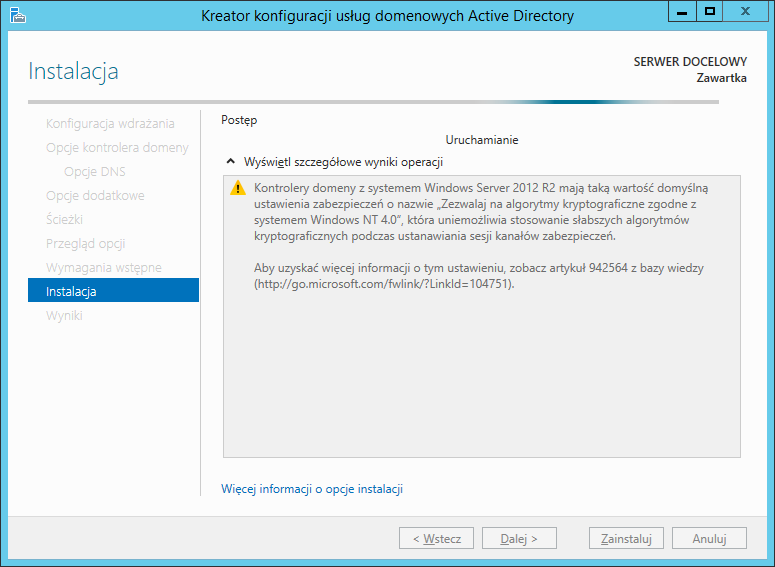 Kreator konfiguracji usług domenowych Active Directory
Instalacja
SERWER DOCELOWY
Zawartka
Konfiguracja wdrażania
Opcje kontrolera domeny
Opcje DNS
Opcje dodatkowe
Ścieżki
Przegląd opcji
Wymagania wstępne
Instalacja
Wyniki
Postęp
Uruchamianie
Wyświetl szczegółowe wyniki operacji
Kontrolery domeny z systemem Windows Server 2012 R2 mają taką wartość domyślną
ustawienia zabezpieczeń o nazwie „Zezwalaj na algorytmy kryptograficzne zgodne z
systemem Windows NT 4.0”, która uniemożliwia stosowanie słabszych algorytmów
kryptograficznych podczas ustanawiania sesji kanałów zabezpieczeń.
Aby uzyskać więcej informacji o tym ustawieniu, zobacz artykuł 942564 z bazy wiedzy
(http://go.microsoft.com/fwlink/?LinkId=104751).
Więcej informacji o opcje instalacji
< Wstecz
Dalej >
Zainstaluj
Anuluj